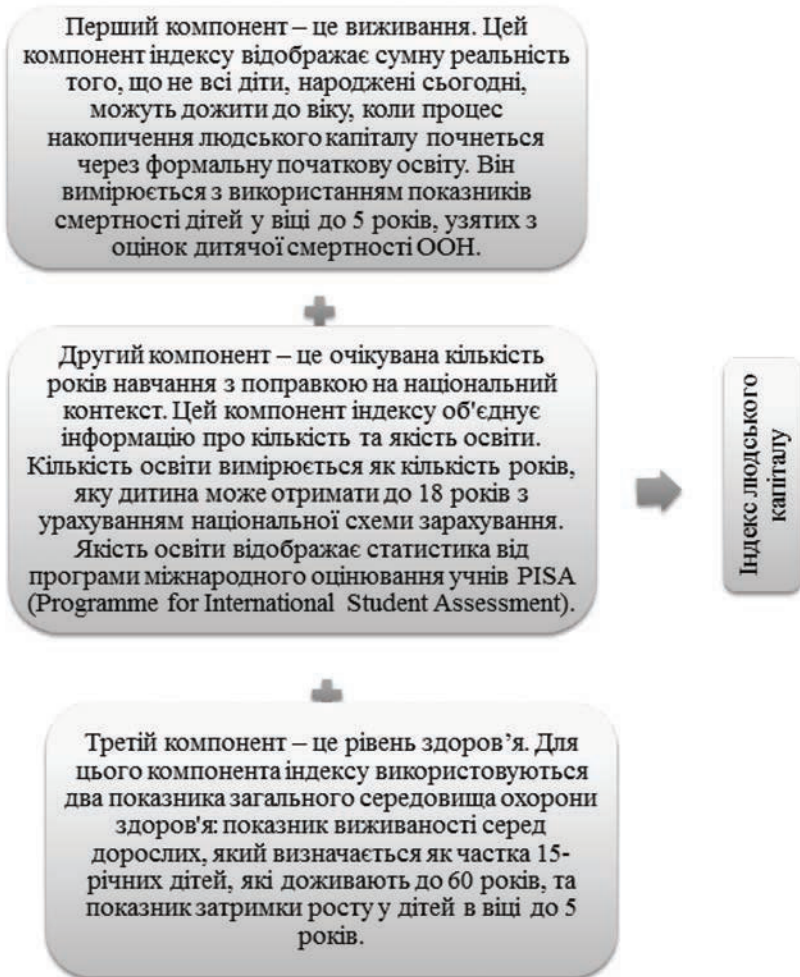 Перший компонент – це виживання. Цей
компонент індексу відображає сумну реальність
того, що не всі діти, народжені сьогодні,
можуть дожити до віку, коли процес
накопичення людського капіталу почнеться
через формальну початкову освіту. Він
вимірюється з використанням показників
смертності дітей у віці до 5 років, узятих з
оцінок дитячої смертності ООН.
Другий компонент – це очікувана кількість
років навчання з поправкою на національний
контекст. Цей компонент індексу об'єднує
інформацію про кількість та якість освіти.
Кількість освіти вимірюється як кількість років,
яку дитина може отримати до 18 років з
урахуванням національної схеми зарахування.
Якість освіти відображає статистика від
програми міжнародного оцінювання учнів PISA
(Programme for International Student Assessment).
Третій компонент – це рівень здоров’я. Для
цього компонента індексу використовуються
два показника загального середовища охорони
здоров'я: показник виживаності серед
дорослих, який визначається як частка 15-
річних дітей, які доживають до 60 років, та
показник затримки росту у дітей в віці до 5
років.
Індекс людського
капіталу